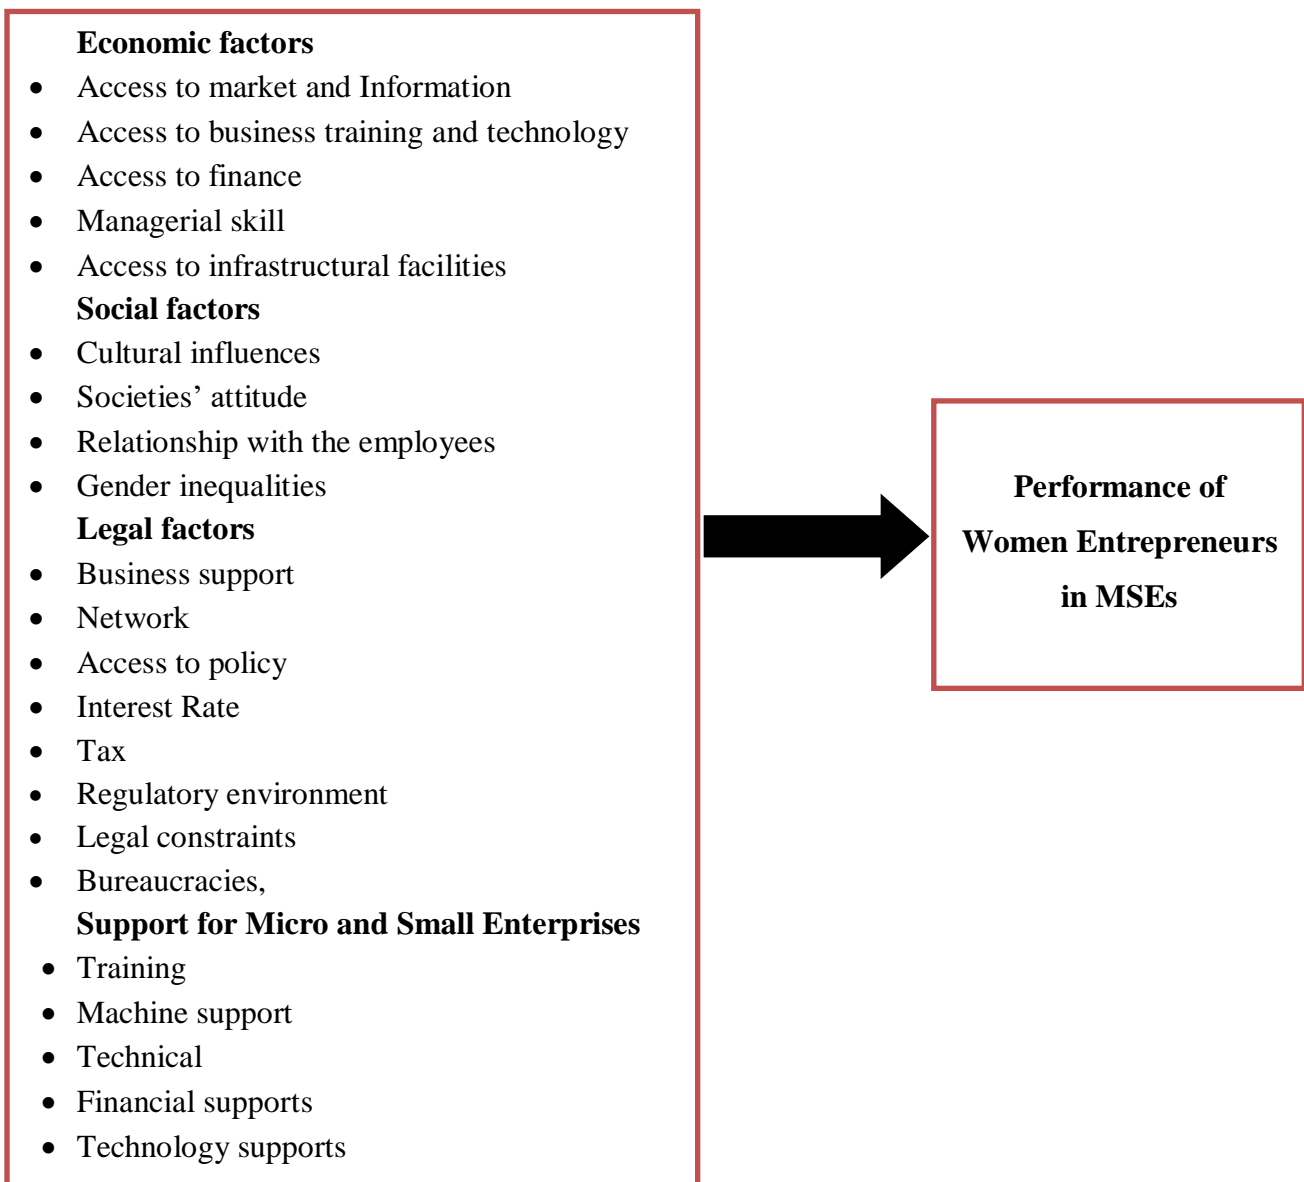 Economic factors
• Access to market and Information
• Access to business training and technology
• Access to finance
• Managerial skill
• Access to infrastructural facilities
Social factors
• Cultural influences
• Societies’ attitude
• Relationship with the employees
• Gender inequalities
Legal factors
• Business support
• Network
• Access to policy
• Interest Rate
• Tax
• Regulatory environment
• Legal constraints
• Bureaucracies,
Support for Micro and Small Enterprises
• Training
• Machine support
• Technical
• Financial supports
• Technology supports
Performance of
Women Entrepreneurs
in MSEs